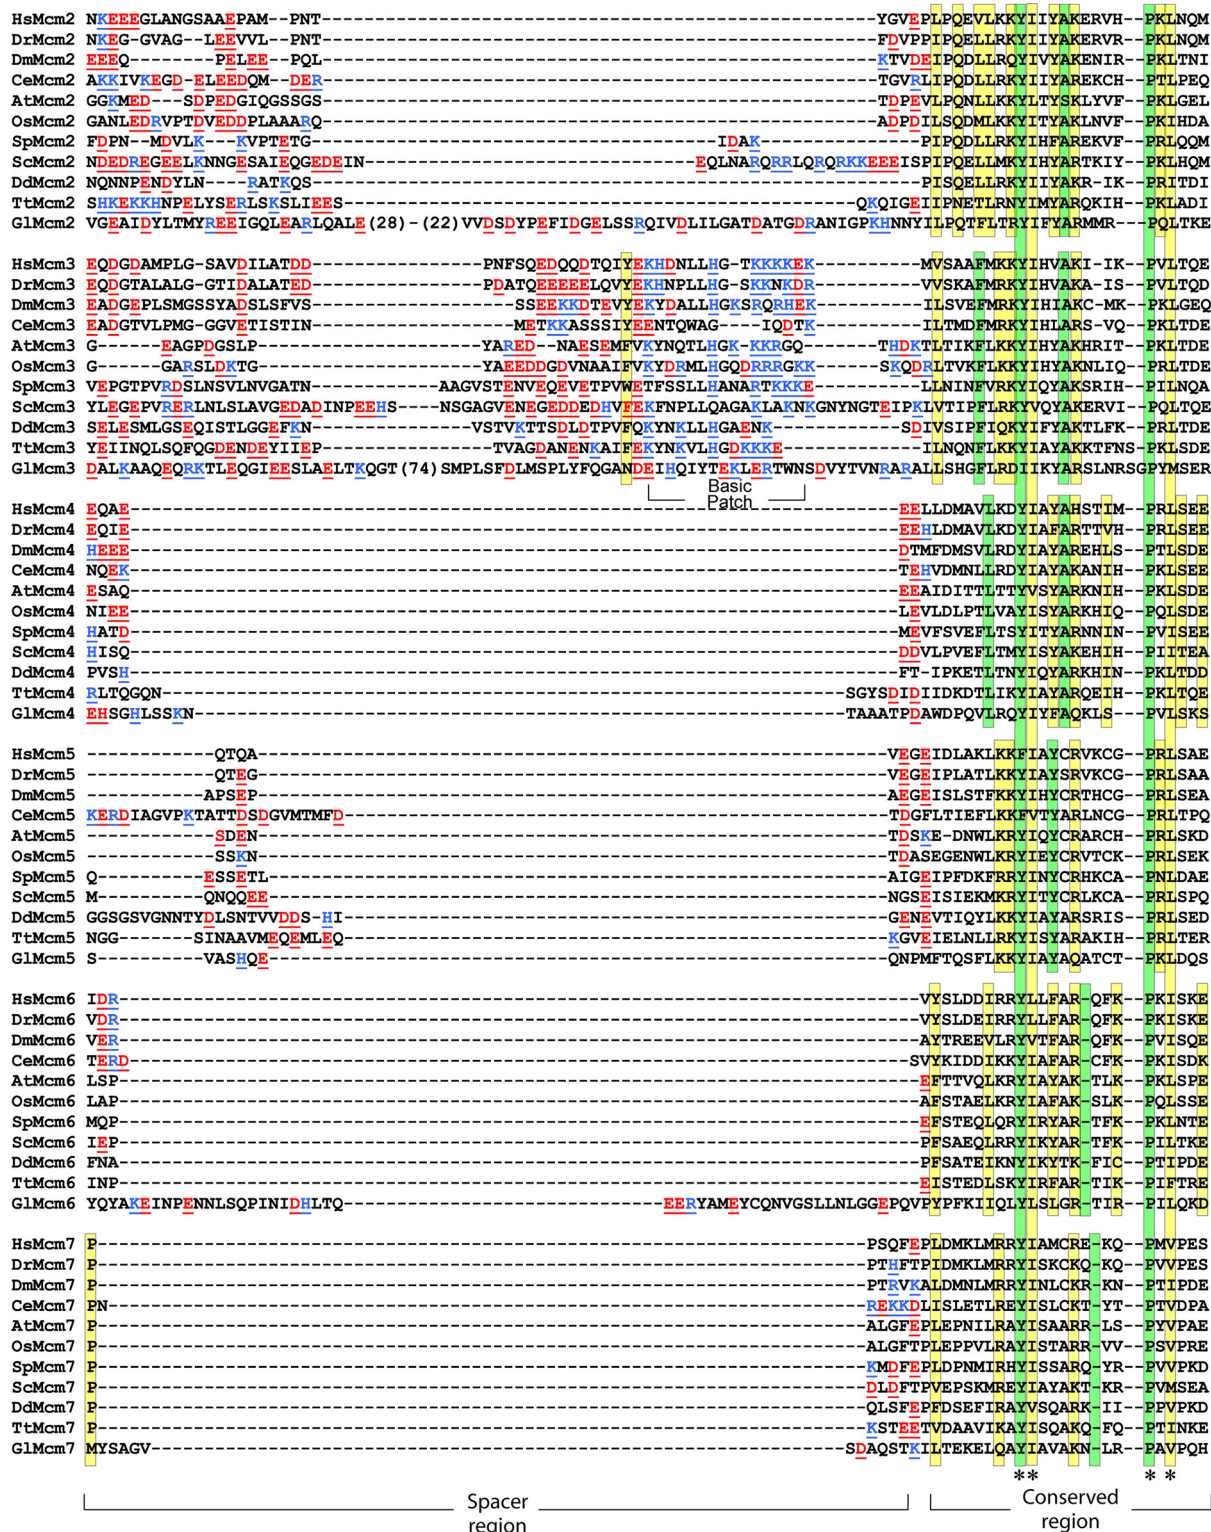 HsMcm2 NKEEEGLANGSAAEPAM--PNT----------------------------------------------------YGVEPLPQEVLKKYIIYAKERVH--PKLNQM
DrMcm2 NKEG-GVAG--LEEVVL--PNT----------------------------------------------------FDVPPIPQELLRKYIIYAKERVR--PKLNQM
DmMcm2 EEEQ--------PELEE--PQL----------------------------------------------------KTVDEIPQDLLRQYIVYAKENIR--PKLTNI
CeMcm2 AKKIVKEGD-ELEEDQM--DER----------------------------------------------------TGVRLIPQDLLRKYIIYAREKCH--PTLPEQ
AtMcm2 GGKMED---SDPEDGIQGSSGS----------------------------------------------------TDPEVLPQNLLKKYLTYSKLYVF--PKLGEL
OsMcm2 GANLEDRVPTDVEDDPLAAARQ----------------------------------------------------ADPDILSQDMLKKYITYAKLNVF--PKIHDA
SpMcm2 FDPN--MDVLK---KVPTETG--------------------------------------IDAK---------------PIPQELLRKYIHYAREKVF--PRLQQM
ScMcm2 NDEDREGEELKNNGESAIEQGEDEIN-------------------------------EQLNARQRRLQRQRKKEEEISPIPQELLMKYIHYARTKIY--PKLHQM
DdMcm2 NQNNPENDYLN----RATKQS---------------------------------------------------------PISQELLRKYIIYAKR-IK--PRITDI
TtMcm2 SHKEKKHNPELYSERLSKSLIEES------------------------------------------------QKQIGEIIPNETLRNYILYAKRHIK--PKLADI
GlMcm2 VGEAIDYLTMYREEIGQLEARLQALE(28)-(22)VVDSDYPEFIDGELSSRQIVDLILGATDATGDRANIGPKHNNYILPQTFLTRYIFYARMMR--PQLTKE
HsMcm3 EQDGDAMPLG-SAVDILATDD----------------PNFSQEDQQDTQIYEKHDNLLHG-TKKKKEK----------MVSAAFMKKYIHVAKI-IK--PVLTQE
DrMcm3 EQDGTALALG-GTIDALATED-----------------PDATQEEEEELQVYEKHNPLLHG-SKKNKDR---------VVSKAFMRKYIHVAKA-IS--PVLTQD
DmMcm3 EADGEPLSMGSSYADSLSFVS-------------------SSEEKKDTEVYEKYDALLHGKSRQRHEK----------ILSVEFMRKYIHIAKC-MK--PKLGEQ
CeMcm3 EADGTVLPMG-GGVETISTIN-------------------METKKASSSIYEENTQWAG----IQDTK----------ILTMDFMRKYIHLARS-VQ--PKLTDE
AtMcm3 G------EAGPDGSLP---------------------YARED--NAESEMFVKYNQTLHGK-KKRGQ-------THDKTLTIKFLKKYIHYAKHRIT--PKLTDE
OsMcm3 G------GARSLDKTG---------------------YAEEDDGDVNAAIFVKYDRMLHGQDRRRGKK-----SKQDRLTVKFLKKYIHYAKNLIQ--PRLTDE
SpMcm3 VEPGTPVRDSLNSVLNVGATN------------AAGVSTENVEQEVETPVWETFSSLLHANARTKKKE----------LLNINFVRKYIQYAKSRIH--PILNQA
ScMcm3 YLEGEPVRERLNLSLAVGEDADINPEEHS----NSGAGVENEGEDDEDHVFEKFNPLLQAGAKLAKNKGNYNGTEIPKLVTIPFLRKYVQYAKERVI--PQLTQE
DdMcm3 SELESMLGSEQISTLGGEFKN---------------VSTVKTTSDLDTPVFQKYNKLLHGAENK-------------SDIVSIPFIQKYIFYAKTRFK--PKLTDE
TtMcm3 YEIINQLSQFQGDENDEYIIEP--------------TVAGDANENKAIFEKYNKVLHGDKKKE------------ILNQNFLKKYIFYAKKTFNS-PKLTDE
GlMcm3 DALKAAQEQRKTLEQGIEESLAELTKQGT(74)SMPLSFDLMSPLYFQGANDEIHQIYTEKLERTWNSDVYTVNRARALLSHGFLRDIIKYARSLNRSGPYMSER
Basic
Patch
HsMcm4 EQAE-----------------------------------------------------------------------EELLDMAVLKDYIAYAHSTIM--PRLSEE
DrMcm4 EQIE-----------------------------------------------------------------------EEHLDMAVLKDYIAFARTTVH--PRLSEE
DmMcm4 HEEE-----------------------------------------------------------------------DTMFDMSVLRDYIAYAREHLS--PTLSDE
CeMcm4 NQEK-----------------------------------------------------------------------TEHVDMNLLRDYIAYAKANIH--PKLSEE
AtMcm4 ESAQ-----------------------------------------------------------------------EEAIDITTLTTYVSYARKNIH--PKLSEE
OsMcm4 NIEE-----------------------------------------------------------------------LEVLDLPTLVAYISYARKHIQ--PQLSDE
SpMcm4 HATD-----------------------------------------------------------------------MEVFSVEFLTSYITYARNNIN--PVISEE
ScMcm4 HISQ-----------------------------------------------------------------------DDVLPVEFLTMYISYAKEHIH--PIITEA
DdMcm4 PVSH-----------------------------------------------------------------------FT-IPKETLTNYIQYARKHIN--PKLTDD
TtMcm4 RLTQGQN---------------------------------------------------------------SGYSDIDIIDKDTLIKYIAYARQEIH--PKLTQE
GlMcm4 EHSGHLSSKN------------------------------------------------------------TAAATPDAWDPQVLRQYIYFAQKLS---PVLSKS
HsMcm5 ------------QTQA----------------------------------------------------------VEGEIDLAKLKKFIAYCRVKCG--PRLSAE
DrMcm5 ------------QTEG----------------------------------------------------------VEGEIPLATLKKYIAYSRVKCG--PRLSAA
DmMcm5 -----------APSEP----------------------------------------------------------AEGEISLSTFKKYIHYCRTHCG--PRLSEA
CeMcm5 KERDIAGVPKTATTDSDGVMTMFD--------------------------------------------------TDGFLTIEFLKKFVTYARLNCG--PRLTPQ
AtMcm5 ------------SDEN----------------------------------------------------------TDSKE-DNWLKRYIQYCRARCH--PRLSKD
OsMcm5 ------------SSKN----------------------------------------------------------TDASEGENWLKRYIEYCRVTCK--PRLSEK
SpMcm5 Q----------ESSETL---------------------------------------------------------AIGEIPFDKFRRYINYCRHKCA--PNLDAE
ScMcm5 M----------QNQQEE---------------------------------------------------------NGSEISIEKMKRYITYCRLKCA--PRLSPQ
DdMcm5 GGSGSVGNNTYDLSNTVVDDS-HI--------------------------------------------------GENEVTIQYLKKYIAYARSRIS--PRLSED
TtMcm5 NGG-------SINAAVMEQEMLEQ--------------------------------------------------KGVEIELNLLRKYISYARAKIH--PRLTER
GlMcm5 S----------VASHQE---------------------------------------------------------QNPMFTQSFLKKYIAYAQATCT--PKLDQS
HsMcm6 IDR--------------------------------------------------------------------------VYSLDDIRRYLLFAR-QFK--PKISKE
DrMcm6 VDR--------------------------------------------------------------------------VYSLDEIRRYLLFAR-QFK--PKISKE
DmMcm6 VER--------------------------------------------------------------------------AYTREEVLRYVTFAR-QFK--PVISQE
CeMcm6 TERD------------------------------------------------------------------------SVYKIDDIKKYIAFAR-CFK--PKISDK
AtMcm6 LSP--------------------------------------------------------------------------EFTTVQLKRYIAYAK-TLK--PKLSPE
OsMcm6 LAP--------------------------------------------------------------------------AFSTAELKRYIAFAK-SLK--PQLSSE
SpMcm6 MQP--------------------------------------------------------------------------EFSTEQLQRYIRYAR-TFK--PKLNTE
ScMcm6 IEP--------------------------------------------------------------------------PFSAEQLRRYIKYAR-TFK--PILTKE
DdMcm6 FNA--------------------------------------------------------------------------PFSATEIKNYIKYTK-FIC--PTIPDE
TtMcm6 INP--------------------------------------------------------------------------EISTEDLSKYIRFAR-TIK--PIFTRE
GlMcm6 YQYAKEINPENNLSQPINIDHLTQ------------------------------EERYAMEYCQNVGSLLNLGGEPQVPYPFKIIQLYLSLGR-TIR--PILQKD
HsMcm7 P-----------------------------------------------------------------------PSQFEPLDMKLMRRYIAMCRE-KQ--PMVPES
DrMcm7 P-----------------------------------------------------------------------PTHFTPIDMKLMRRYISKCKQ-KQ--PVVPES
DmMcm7 P-----------------------------------------------------------------------PTRVKALDMNLMRRYINLCKR-KN--PTIPDE
CeMcm7 PN----------------------------------------------------------------------REKKDLISLETLREYISLCKT-YT--PTVDPA
AtMcm7 P-----------------------------------------------------------------------ALGFEPLEPNILRAYISAARR-LS--PYVPAE
OsMcm7 P-----------------------------------------------------------------------ALGFTPLEPPVLRAYISTARR-VV--PSVPRE
SpMcm7 P-----------------------------------------------------------------------KMDFEPLDPNMIRHYISSARQ-YR--PVVPKD
ScMcm7 P-----------------------------------------------------------------------DLDFTPVEPSKMREYIAYAKT-KR--PVMSEA
DdMcm7 P-----------------------------------------------------------------------QLSFEPFDSEFIRAYVSQARK-II--PPVPKD
TtMcm7 P-----------------------------------------------------------------------KSTEETVDAAVIKAYISQAKQ-FQ--PTINKE
GlMcm7 MYSAGV----------------------------------------------------------------SDAQSTKILTEKELQAYIAVAKN-LR--PAVPQH
** * *
Spacer
region
Conserved
region